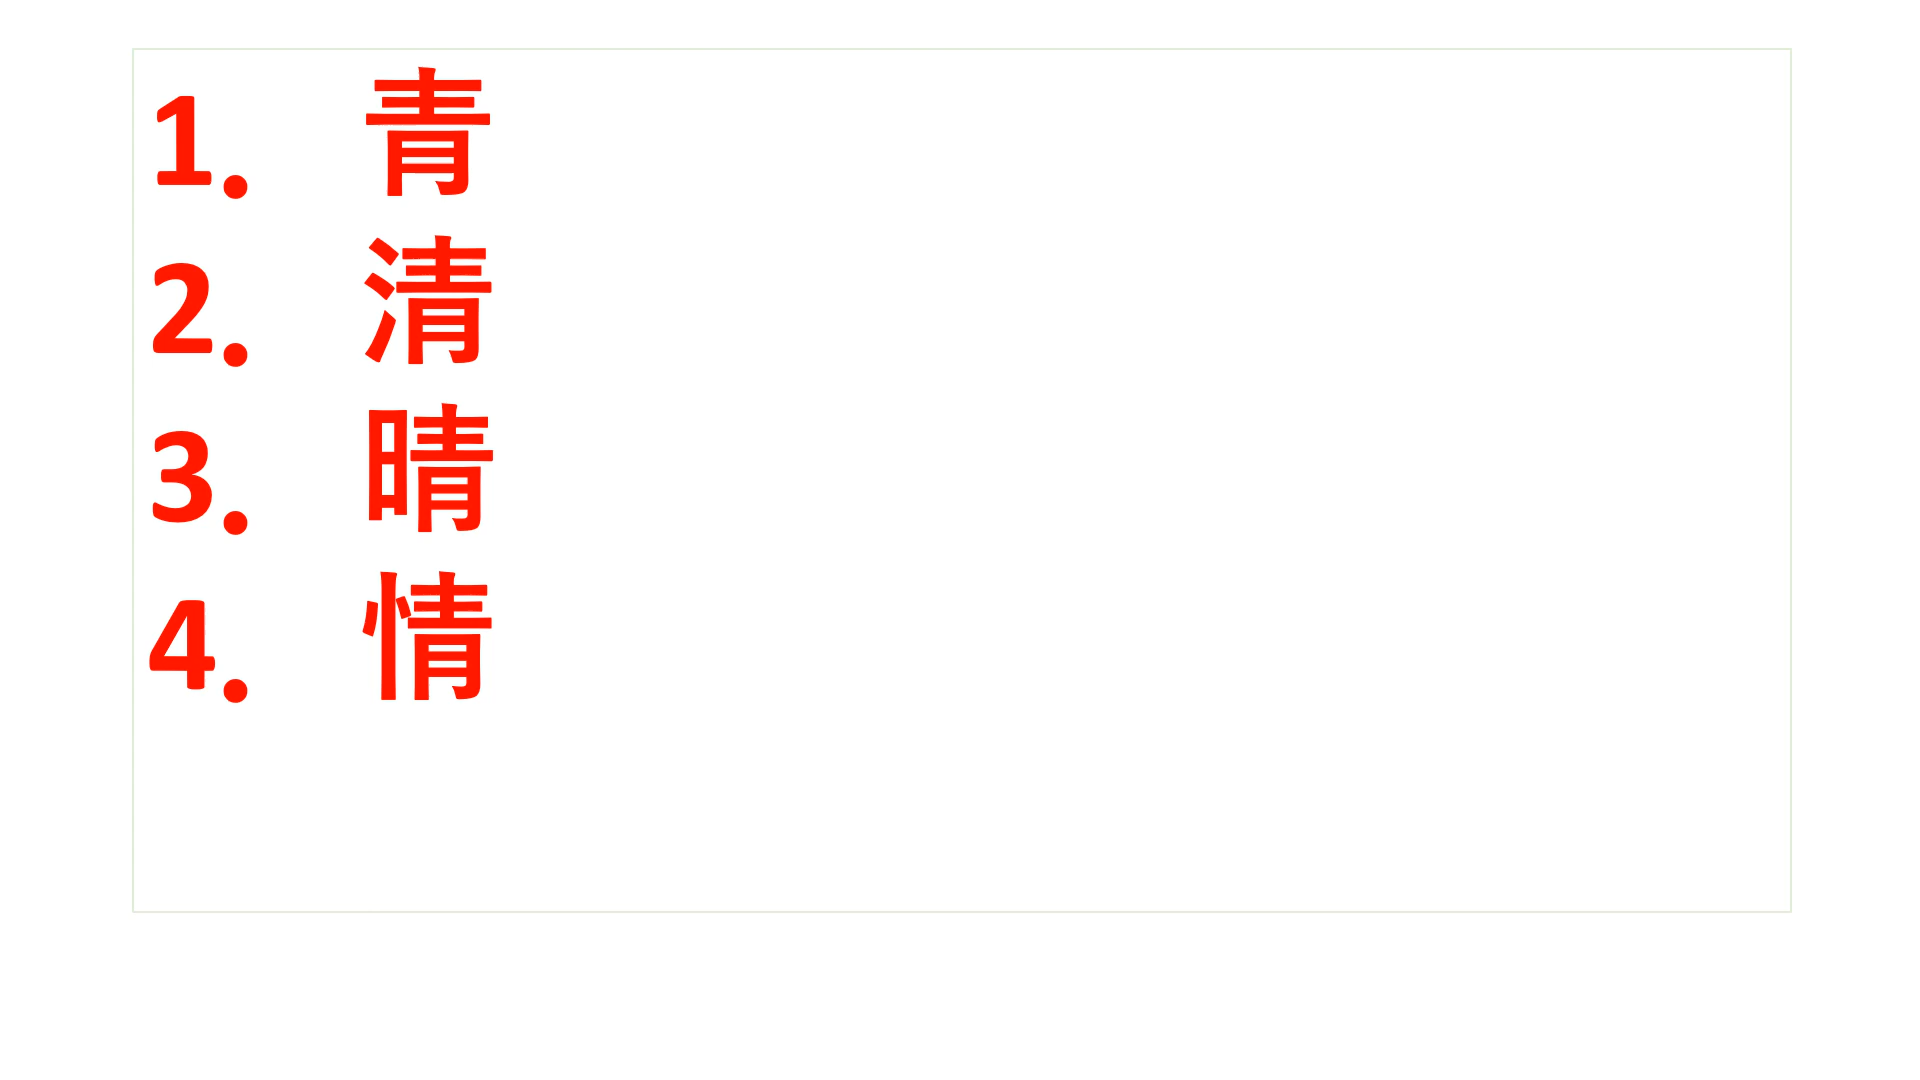 1. 青
2. 清
3. 晴
4. 情